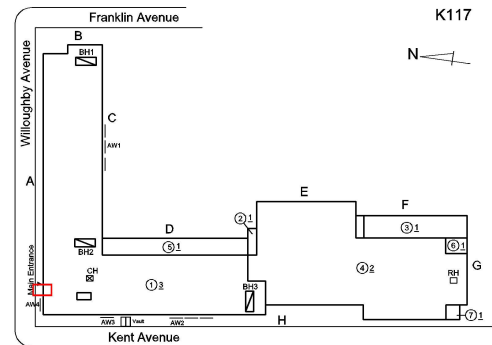 Franklin Avenue
K117
B
BH1
N
Willoughby Avenue
C
AW1
A
E
F
D
2 1
3 1
5 1
6 1
BH2
4 2
G
Main Entrance
CH
1 3
RH
BH3
AW4
7 1
AW3
Vault
AW2
H
Kent Avenue